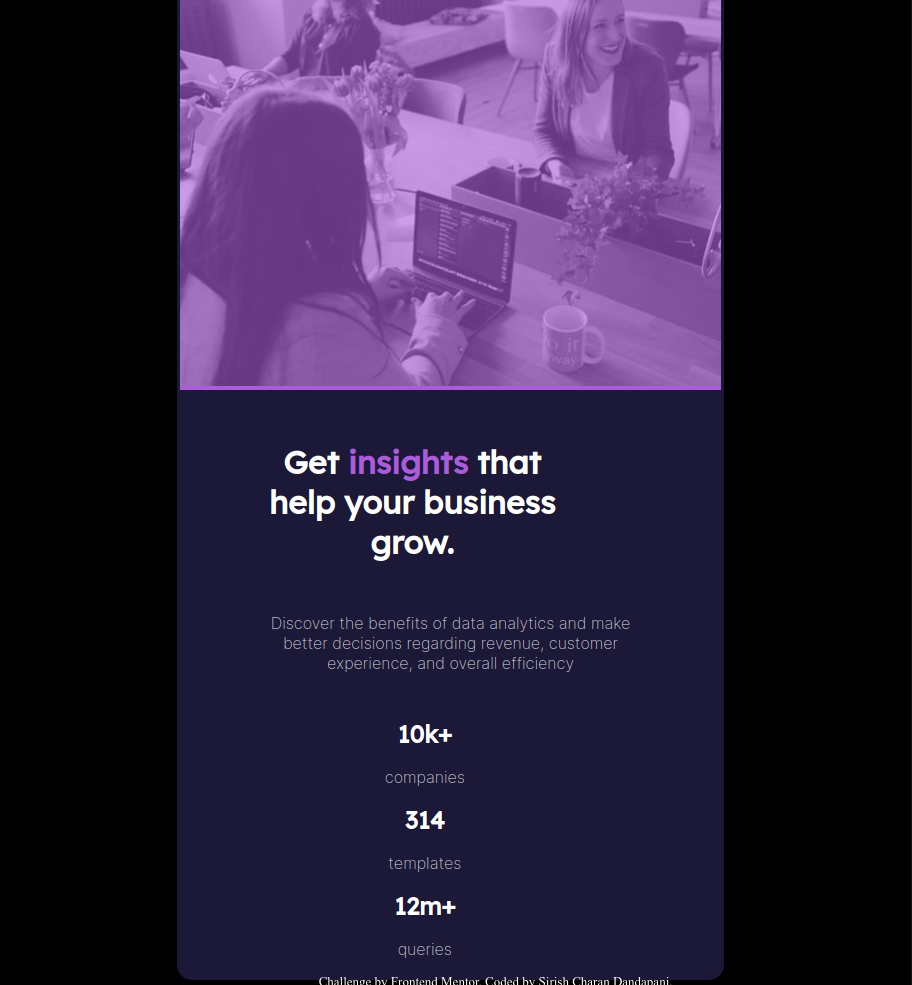 Get insights that
help your business
grow.
Discover the benefits of data analytics and make
better decisions regarding revenue, customer
experience, and overall efficiency
10k+
companies
314
templates
12m+
queries
Challenge by Frontend Mentor. Coded by Sirish Charan Dandapani